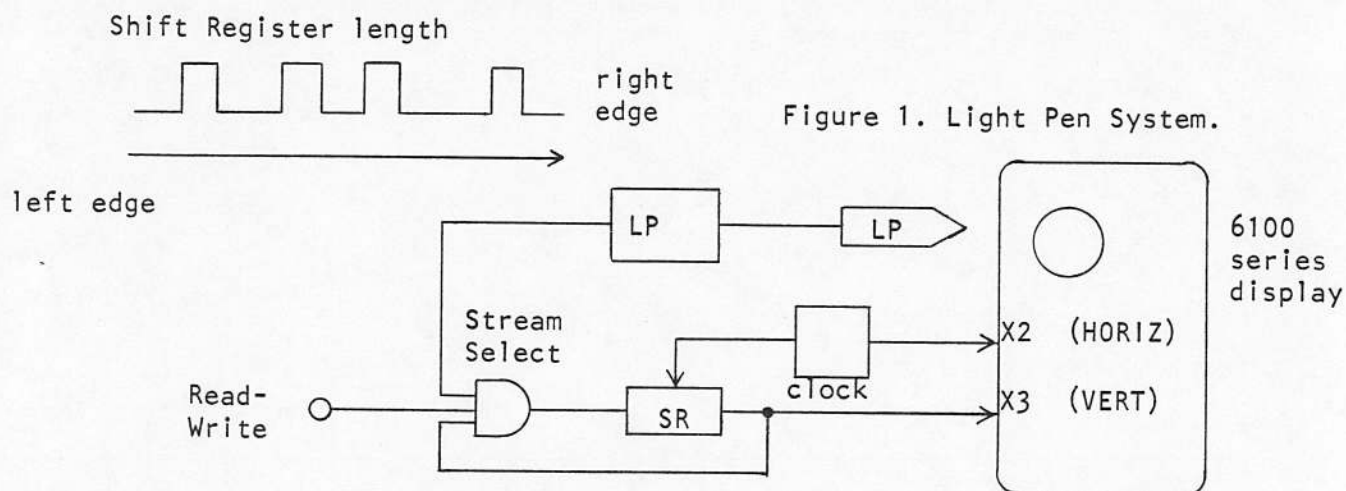 Shift Register length
right
edge
Figure 1. Light Pen System.
left edge
LP
LP
6100
series
display
Stream
Select
X2 (HORIZ)
clock
Read-
Write
SR
X3 (VERT)